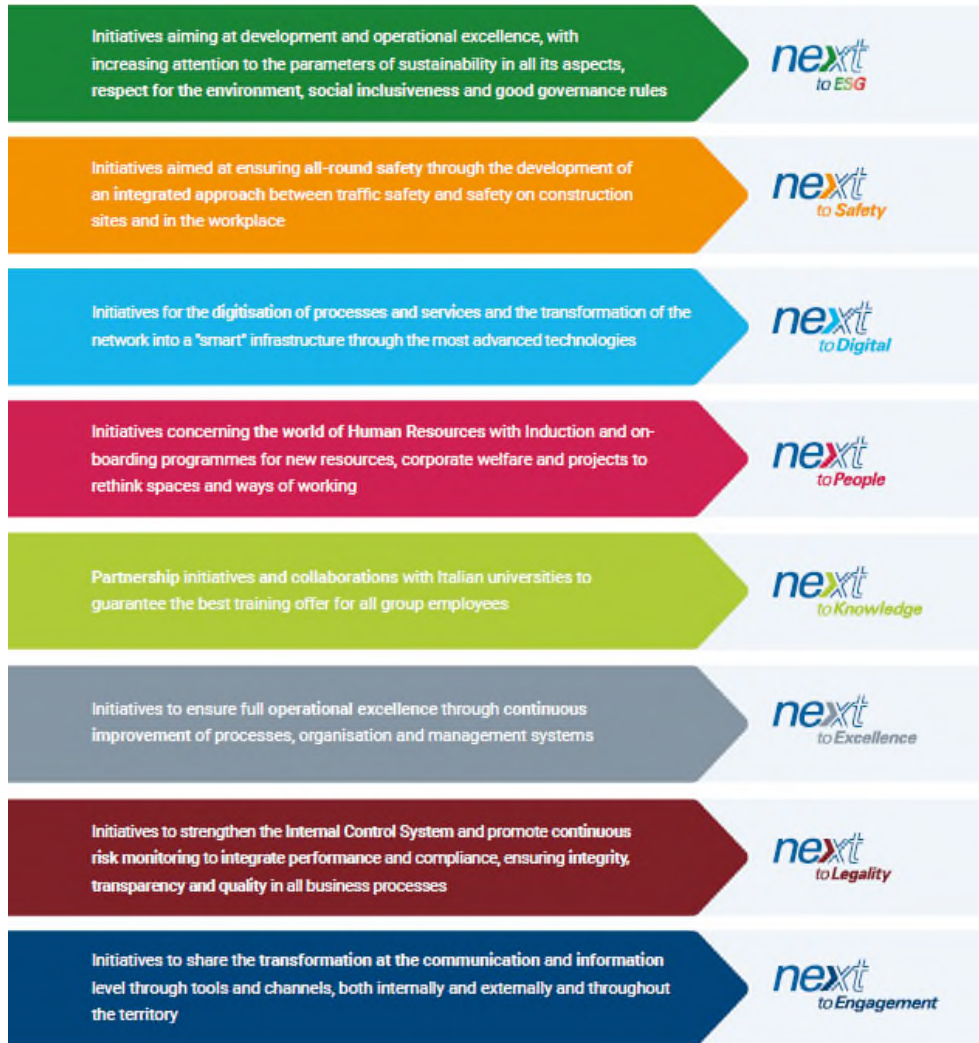 Initiatives aiming at development and operational excellence, with
increasing attention to the parameters of sustainability in all its aspects,
respect for the environment, social inclusiveness and good governance rules
next
to ESG
Initiatives aimed at ensuring all-round safety through the development of
an integrated approach between traffic safety and safety on construction
sites and in the workplace
next
to Safety
Initiatives for the digitisation of processes and services and the transformation of the
network into a "smart" infrastructure through the most advanced technologies
next
to Digital
Initiatives concerning the world of Human Resources with Induction and on-
boarding programmes for new resources, corporate welfare and projects to
rethink spaces and ways of working
next
to People
Partnership initiatives and collaborations with Italian universities to
guarantee the best training offer for all group employees
next
to Knowledge
Initiatives to ensure full operational excellence through continuous
improvement of processes, organisation and management systems
next
to Excellence
Initiatives to strengthen the Internal Control System and promote continuous
risk monitoring to integrate performance and compliance, ensuring integrity,
transparency and quality in all business processes
next
to Legality
Initiatives to share the transformation at the communication and information
level through tools and channels, both internally and externally and throughout
the territory
next
to Engagement